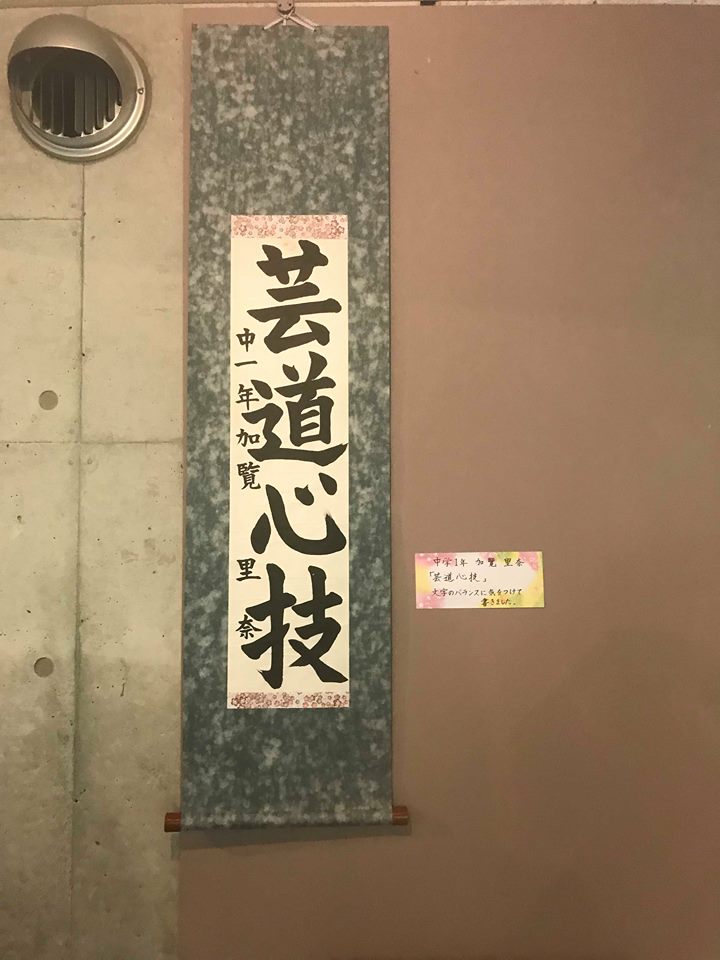 芸道心技
中一年加覧里奈
中学1年 加覧 里奈
「芸道心技」
文字のバランスに気をつけて
書きました。